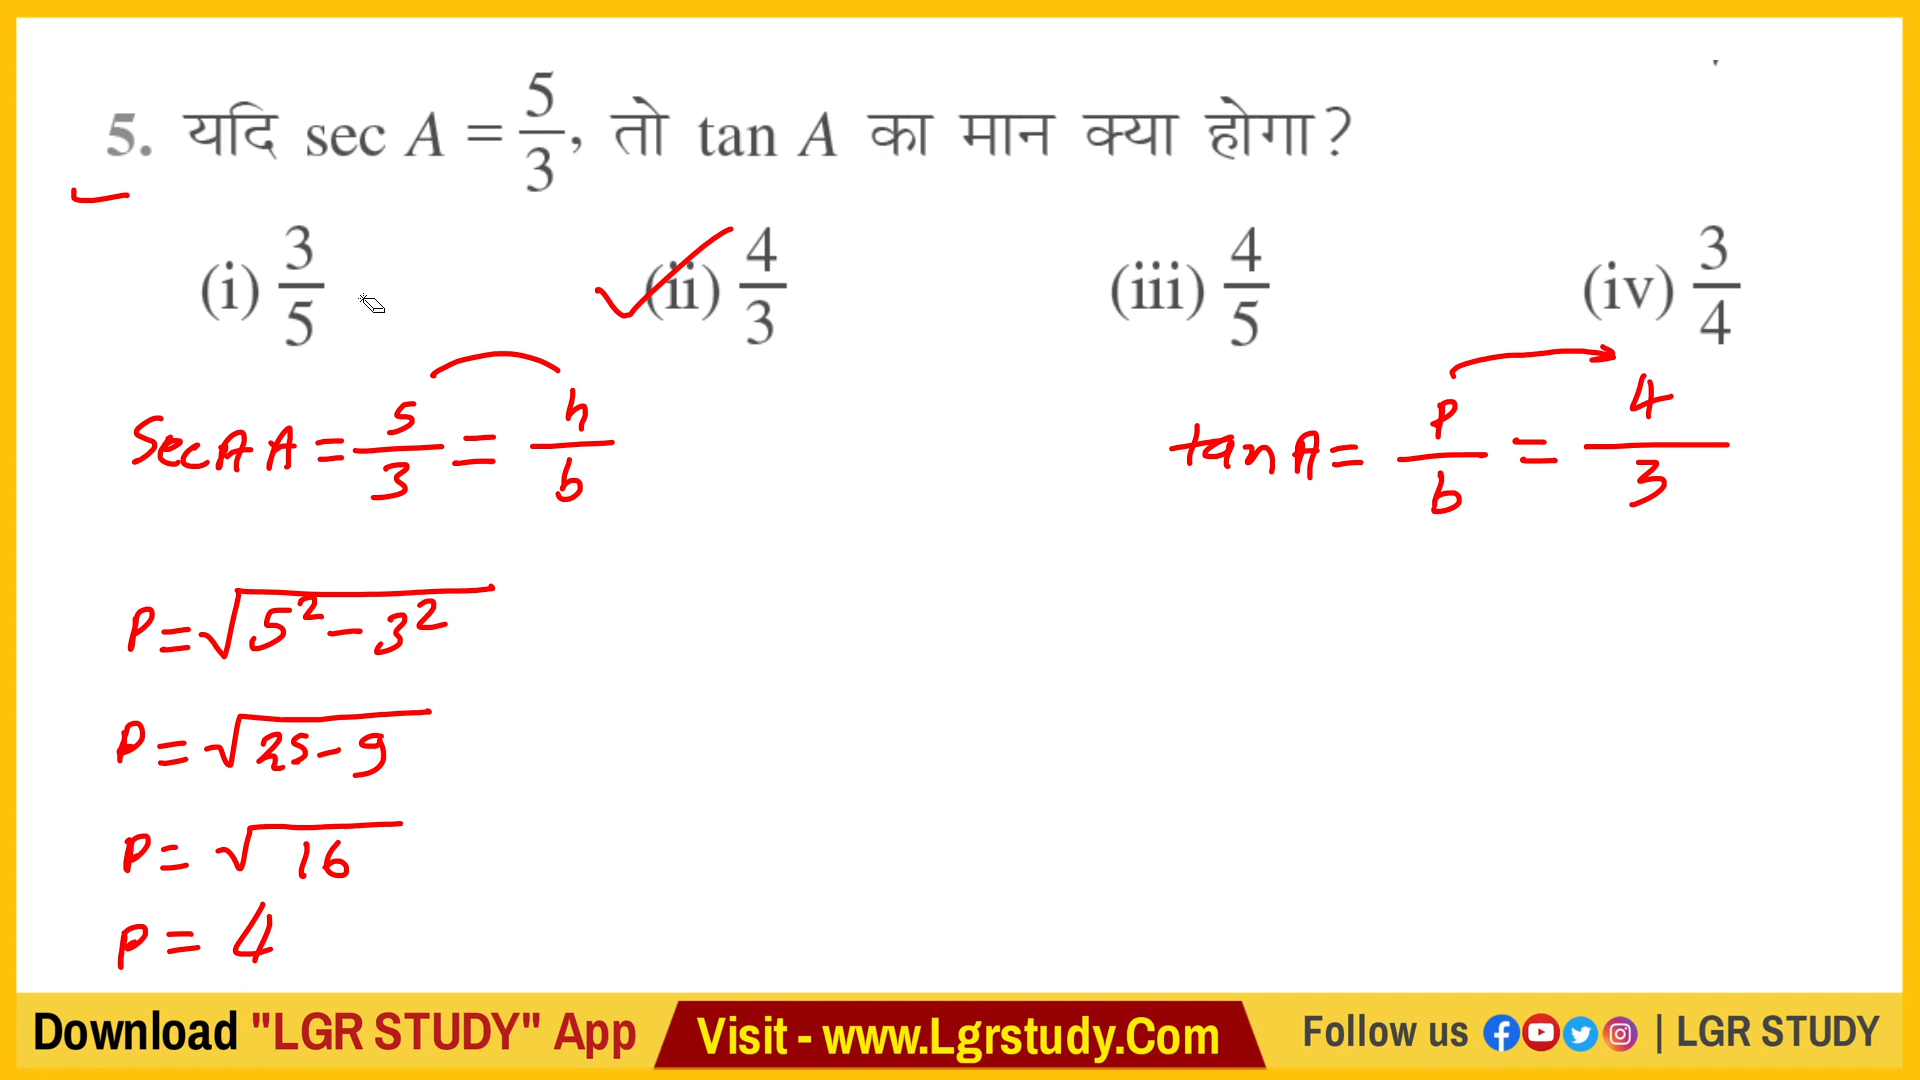 5. यदि sec A = 5/3, तो tan A का मान क्या होगा?
(i) 3/5 (ii) 4/3 (iii) 4/5 (iv) 3/4
SecA A = 5/3 = h/b
tan A = P/b = 4/3
P = √5² - 3²
P = √25 - 9
P = √16
P = 4
Download "LGR STUDY" App Visit - www.Lgrstudy.Com Follow us | LGR STUDY